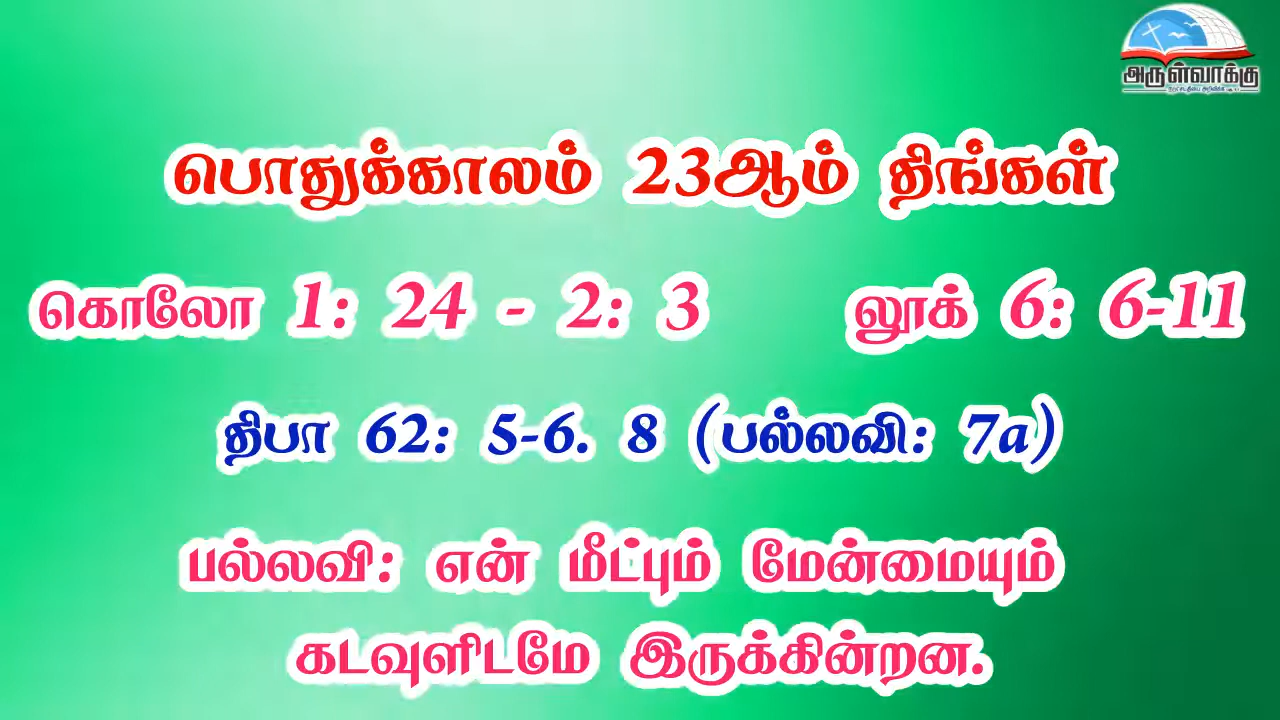 அருள்வாக்கு
பொதுக்காலம் 23ஆம் திங்கள்
கொலோ 1: 24 - 2: 3 லூக் 6: 6-11
திபா 62: 5-6. 8 (பல்லவி: 7a)
பல்லவி: என் மீட்பும் மேன்மையும்
கடவுளிடமே இருக்கின்றன.